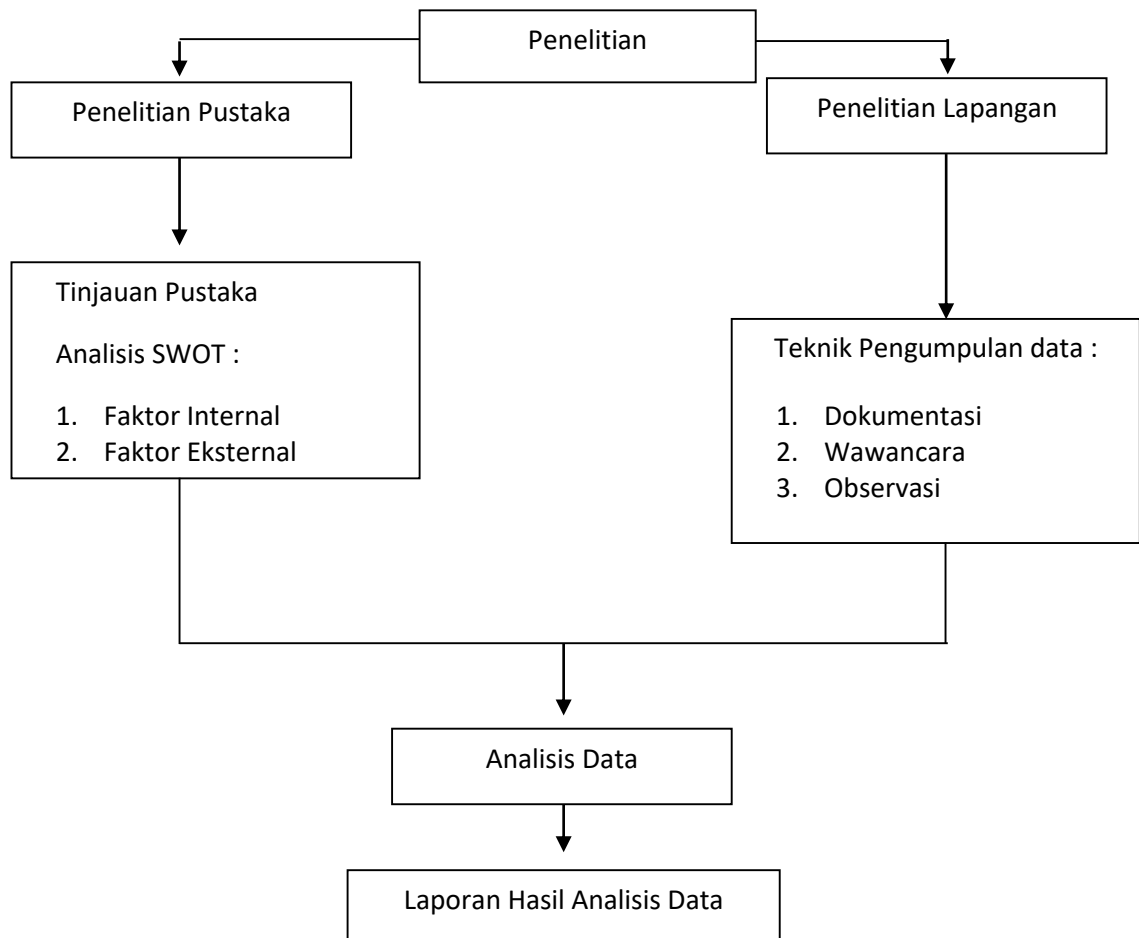 Penelitian
Penelitian Pustaka
Penelitian Lapangan
Tinjauan Pustaka
Analisis SWOT :
1. Faktor Internal
2. Faktor Eksternal
Teknik Pengumpulan data :
1. Dokumentasi
2. Wawancara
3. Observasi
Analisis Data
Laporan Hasil Analisis Data